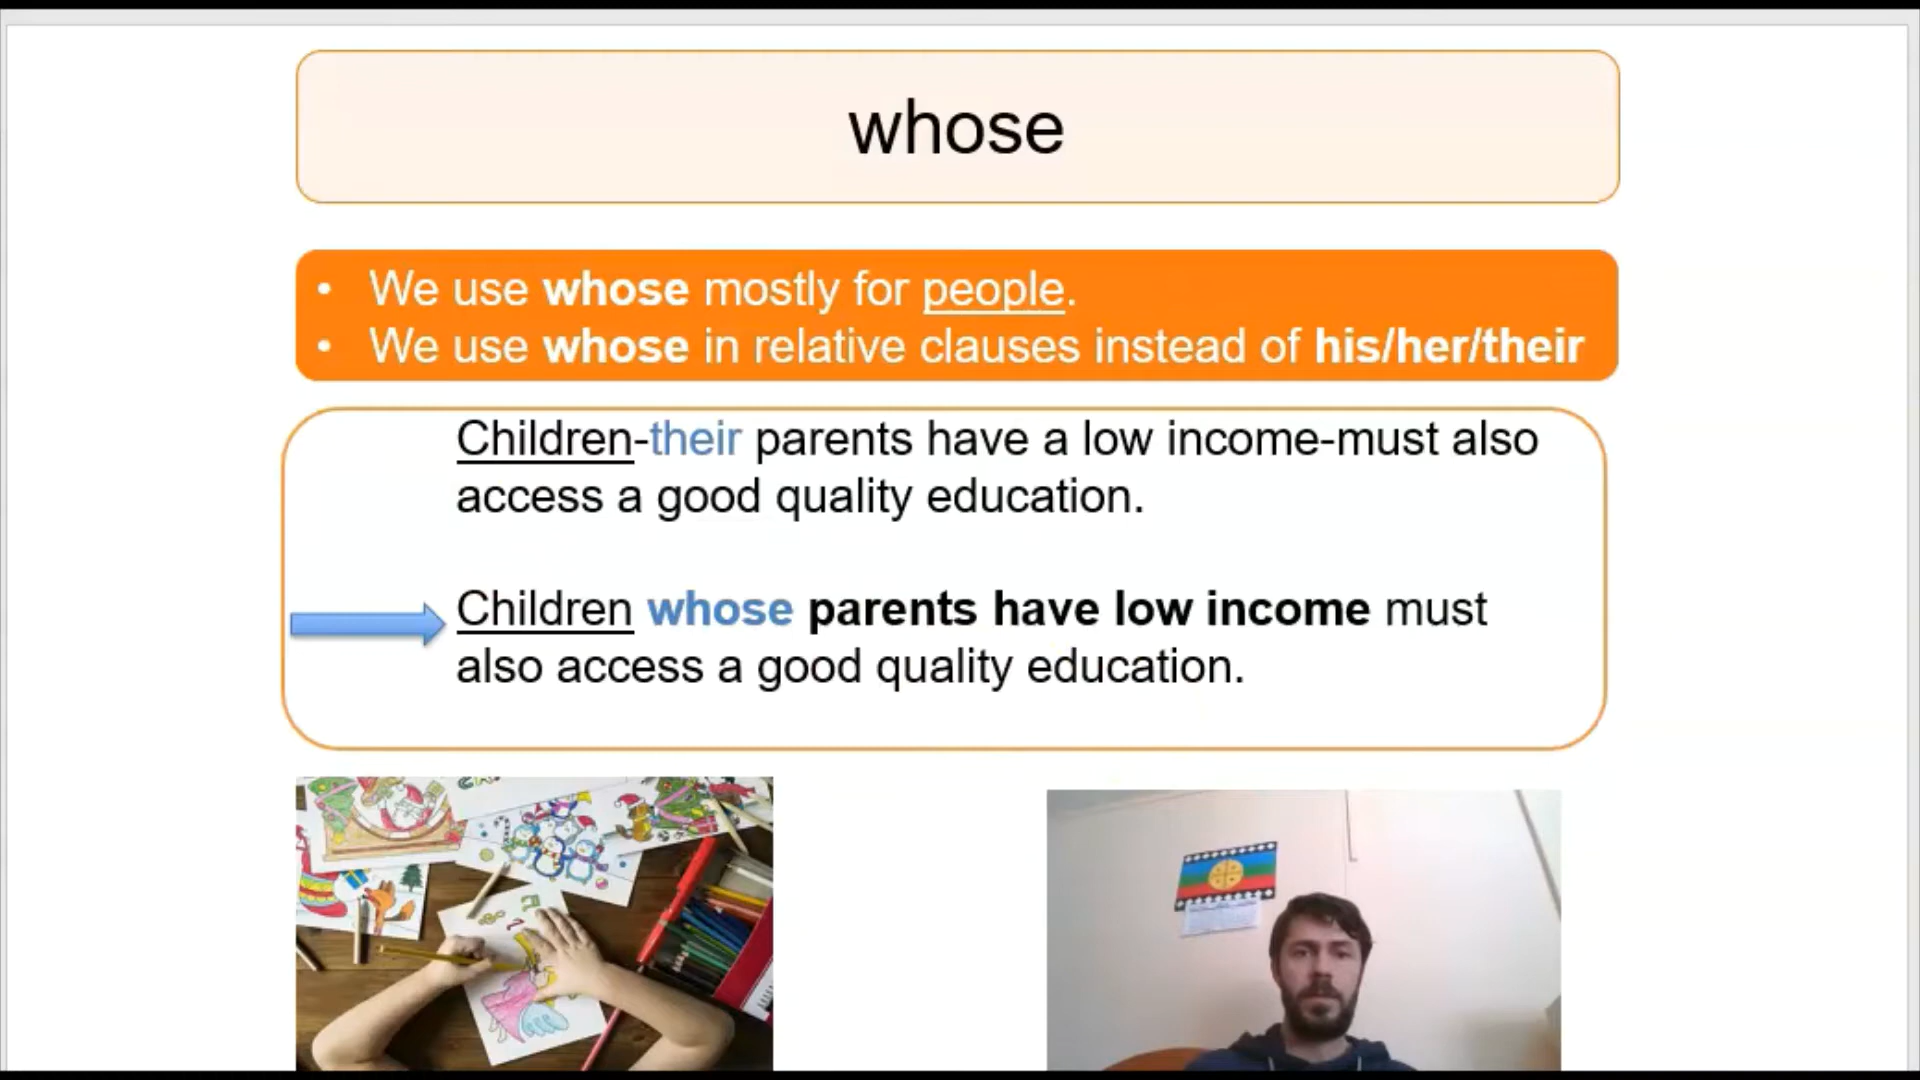 whose
• We use whose mostly for people.
• We use whose in relative clauses instead of his/her/their
Children-their parents have a low income-must also
access a good quality education.
Children whose parents have low income must
also access a good quality education.